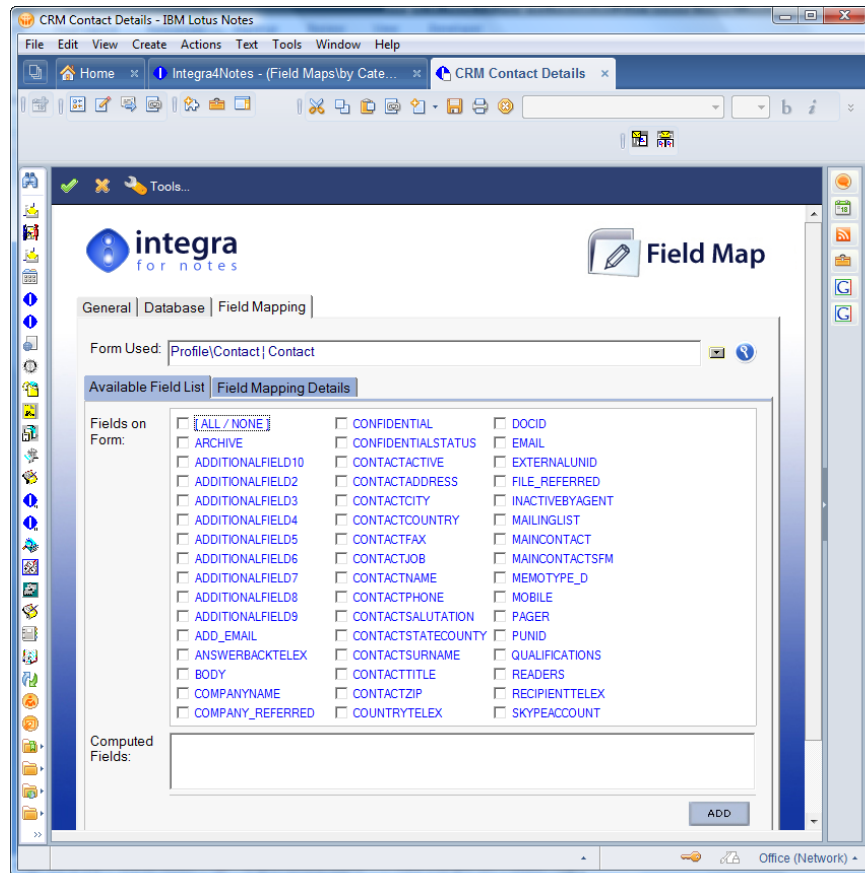 CRM Contact Details - IBM Lotus Notes
File Edit View Create Actions Text Tools Window Help
Home Integra4Notes - (Field Maps\by Cate... CRM Contact Details
b i
Tools...
integra
for notes
Field Map
General Database Field Mapping
Form Used: Profile\Contact¦ Contact
Available Field List Field Mapping Details
Fields on Form:
[ ALL / NONE ] CONFIDENTIAL DOCID
ARCHIVE CONFIDENTIALSTATUS EMAIL
ADDITIONALFIELD10 CONTACTACTIVE EXTERNALUNID
ADDITIONALFIELD2 CONTACTADDRESS FILE_REFERRED
ADDITIONALFIELD3 CONTACTCITY INACTIVEBYAGENT
ADDITIONALFIELD4 CONTACTCOUNTRY MAILINGLIST
ADDITIONALFIELD5 CONTACTFAX MAINCONTACT
ADDITIONALFIELD6 CONTACTJOB MAINCONTACTSFM
ADDITIONALFIELD7 CONTACTNAME MEMOTYPE_D
ADDITIONALFIELD8 CONTACTPHONE MOBILE
ADDITIONALFIELD9 CONTACTSALUTATION PAGER
ADD_EMAIL CONTACTSTATECOUNTY PUNID
ANSWERBACKTELEX CONTACTSURNAME QUALIFICATIONS
BODY CONTACTTITLE READERS
COMPANYNAME CONTACTZIP RECIPIENTTELEX
COMPANY_REFERRED COUNTRYTELEX SKYPEACCOUNT
Computed Fields:
ADD
Office (Network)